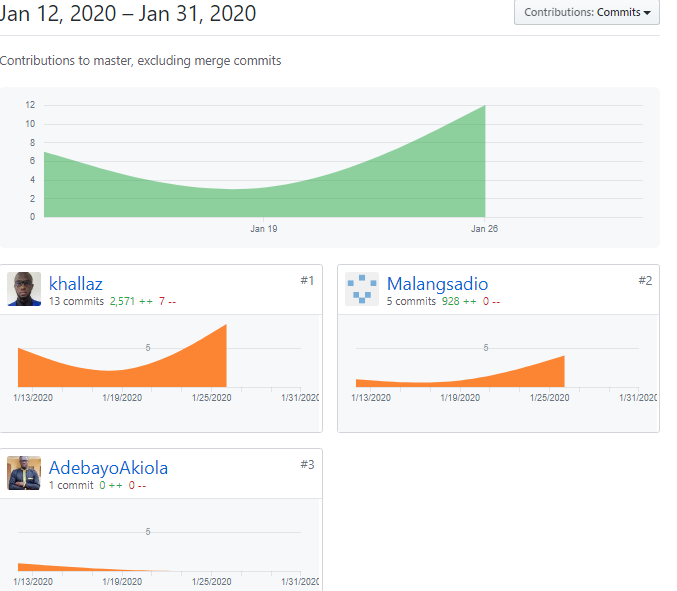 Jan 12, 2020 – Jan 31, 2020
Contributions: Commits
Contributions to master, excluding merge commits
12
10
8
6
4
2
0
Jan 19
Jan 26
khallaz
#1
13 commits 2,571 ++ 7 --
5
1/13/2020 1/19/2020 1/25/2020 1/31/2020
Malangsadio
#2
5 commits 928 ++ 0 --
5
1/13/2020 1/19/2020 1/25/2020 1/31/2020
AdebayoAkiola
#3
1 commit 0 ++ 0 --
5
1/13/2020 1/19/2020 1/25/2020 1/31/2020